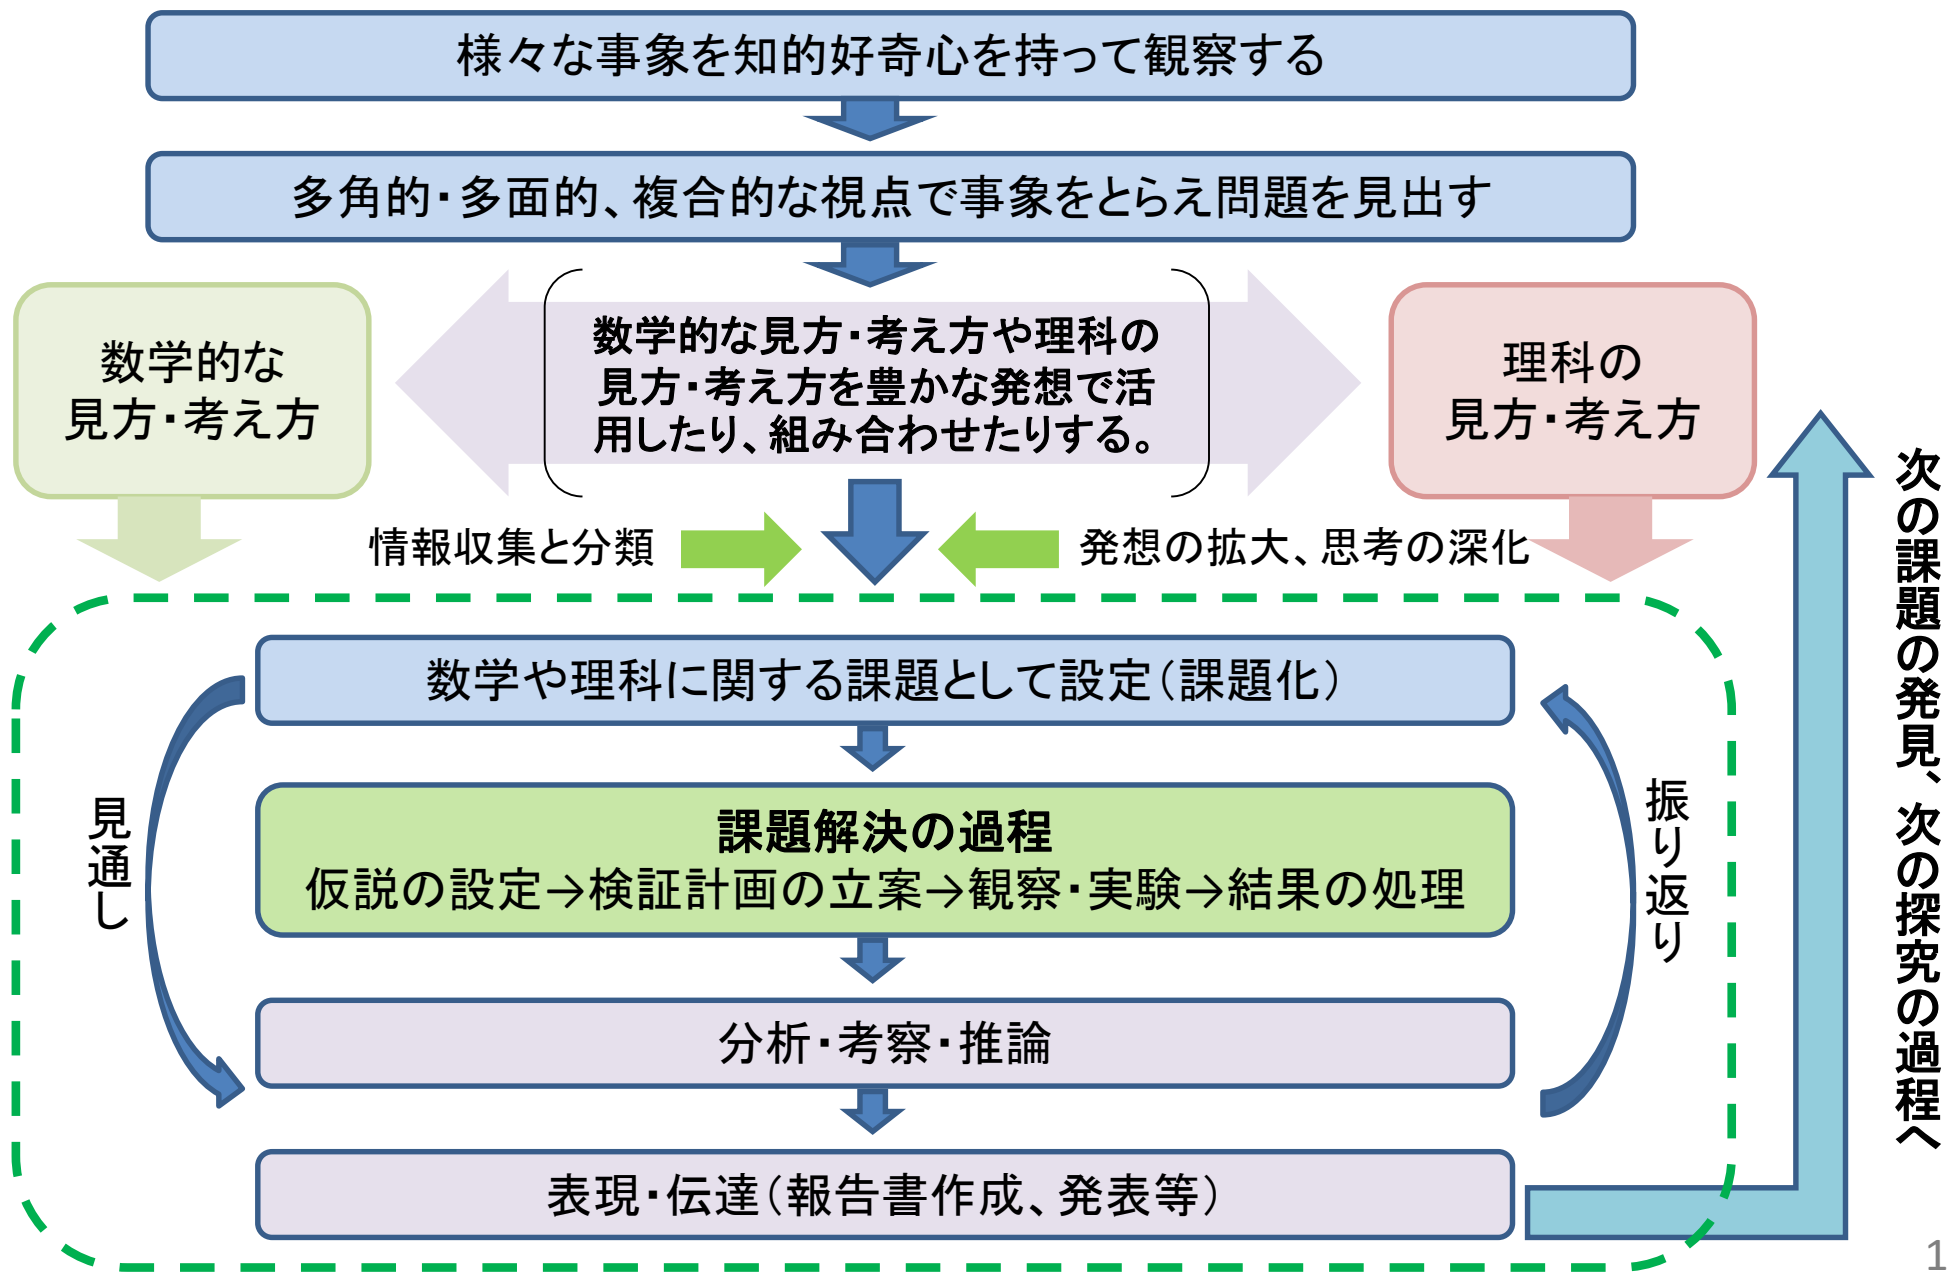 様々な事象を知的好奇心を持って観察する
多角的・多面的、複合的な視点で事象をとらえ問題を見出す
数学的な
見方・考え方
数学的な見方・考え方や理科の
見方・考え方を豊かな発想で活
用したり、組み合わせたりする。
理科の
見方・考え方
情報収集と分類
発想の拡大、思考の深化
数学や理科に関する課題として設定（課題化）
課題解決の過程
仮説の設定→検証計画の立案→観察・実験→結果の処理
分析・考察・推論
表現・伝達（報告書作成、発表等）
見通し
振り返り
次の課題の発見、次の探究の過程へ
1